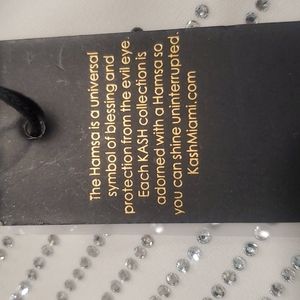 The Hamsa is a universal
symbol of blessing and
protection from the evil eye.
Each KASH collection is
adorned with a Hamsa so
you can shine uninterrupted.
KashMiami.com